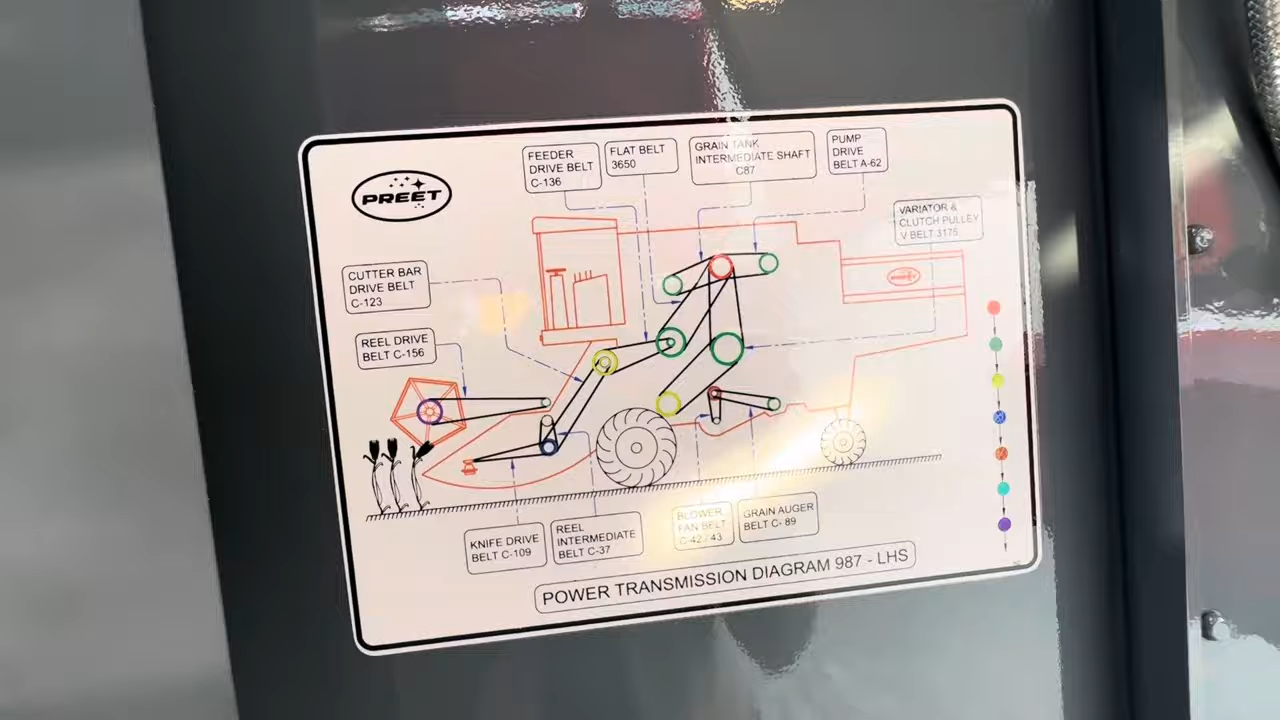 PREET
FEEDER
DRIVE BELT
C-136
FLAT BELT
3650
GRAIN TANK
INTERMEDIATE SHAFT
C87
PUMP
DRIVE
BELT A-62
VARIATOR &
CLUTCH PULLEY
V BELT 3175
CUTTER BAR
DRIVE BELT
C-123
REEL DRIVE
BELT C-156
KNIFE DRIVE
BELT C-109
REEL
INTERMEDIATE
BELT C-37
BLOWER
FAN BELT
C-42 / 43
GRAIN AUGER
BELT C- 89
POWER TRANSMISSION DIAGRAM 987 - LHS